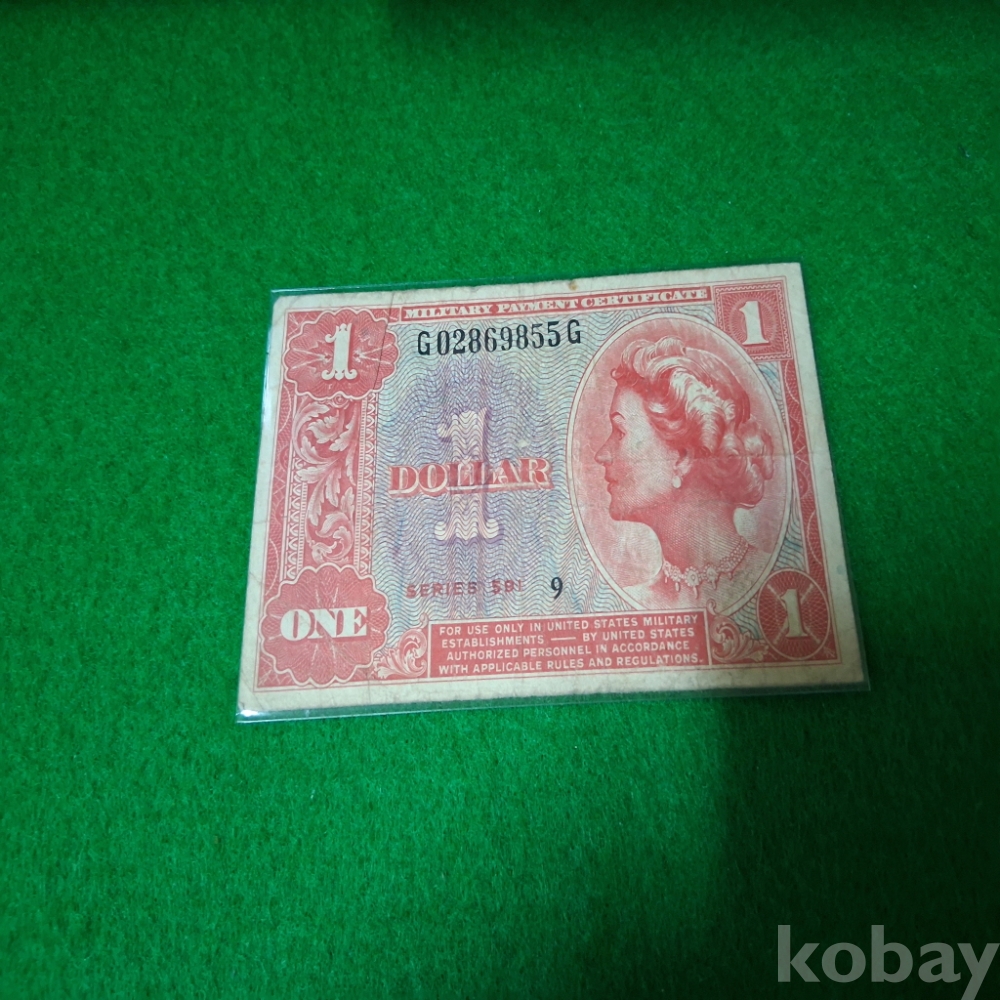 MILITARY PAYMENT CERTIFICATE
1
1
G02869855G
1
DOLLAR
SERIES 591
9
ONE
1
FOR USE ONLY IN UNITED STATES MILITARY
ESTABLISHMENTS — BY UNITED STATES
AUTHORIZED PERSONNEL IN ACCORDANCE
WITH APPLICABLE RULES AND REGULATIONS.
kobay